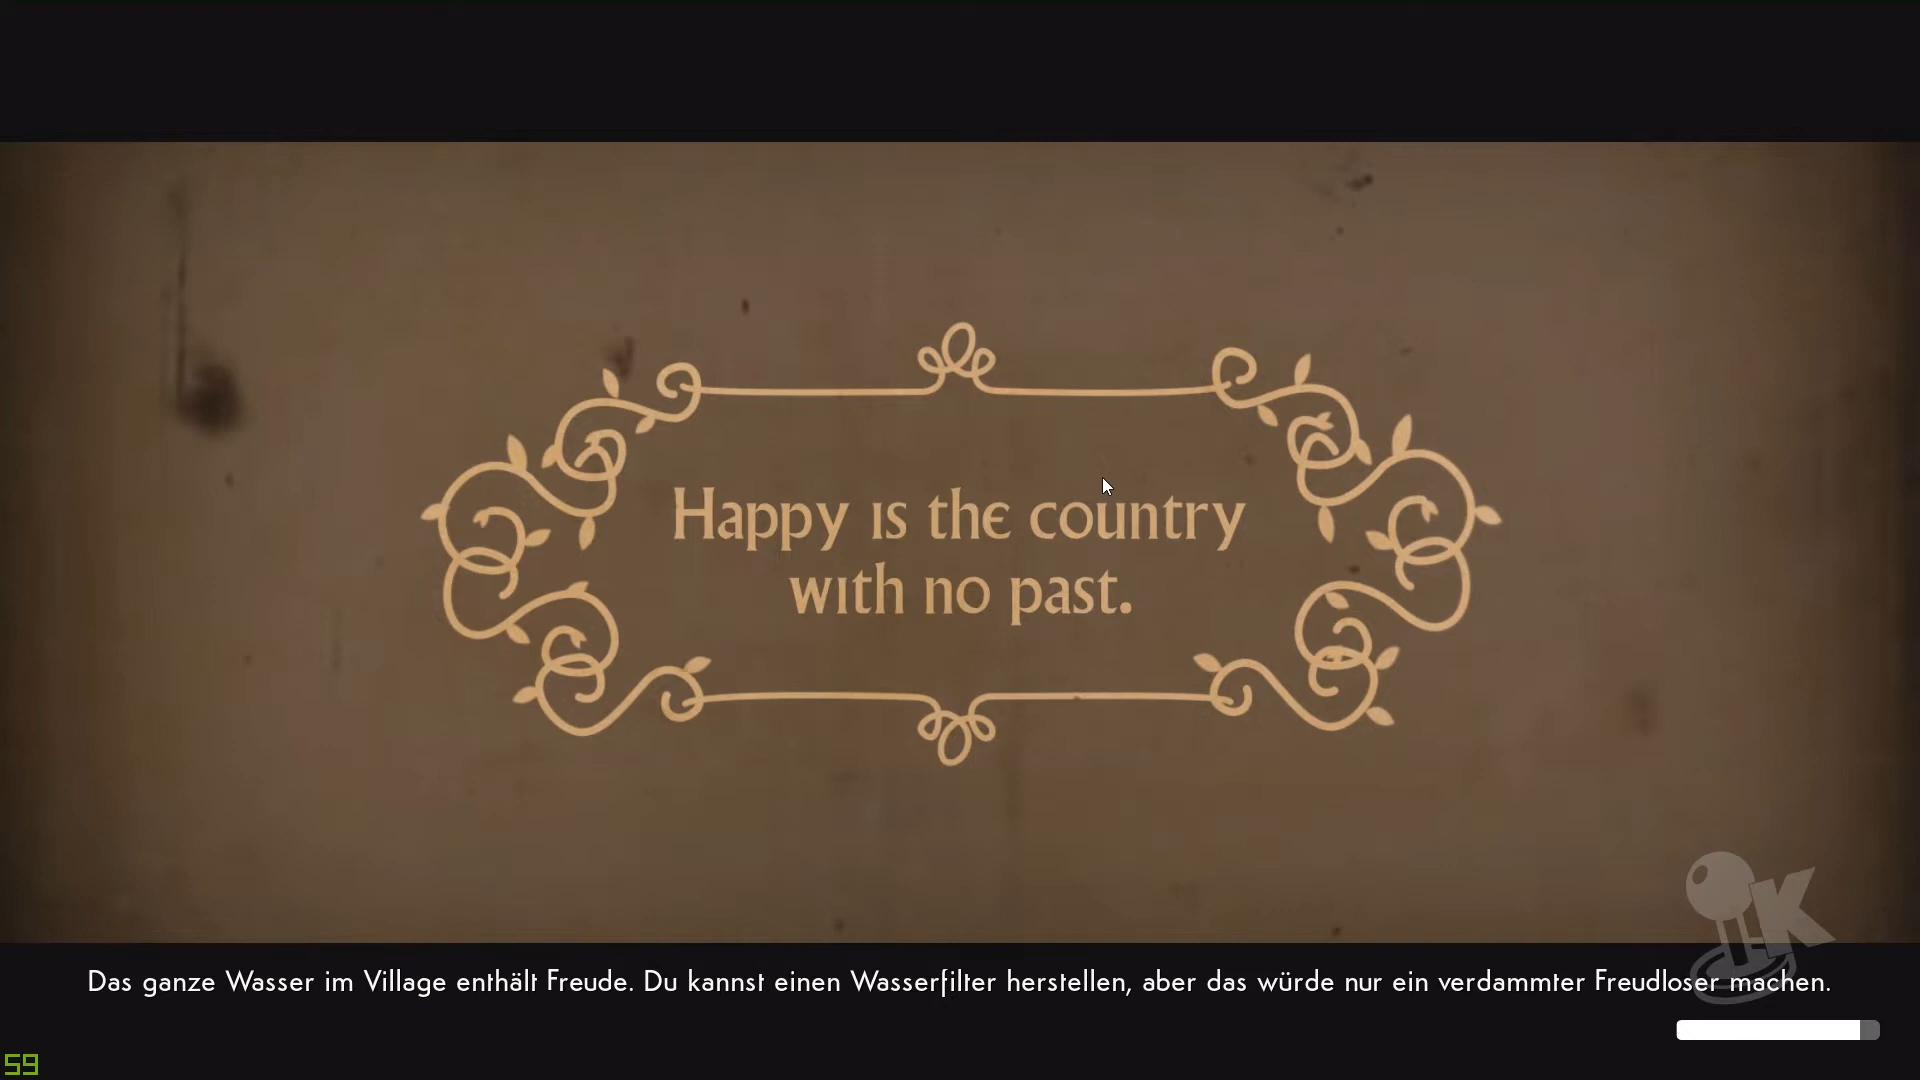 Happy is the country
with no past.
K
Das ganze Wasser im Village enthält Freude. Du kannst einen Wasserfilter herstellen, aber das würde nur ein verdammter Freudloser machen.
59